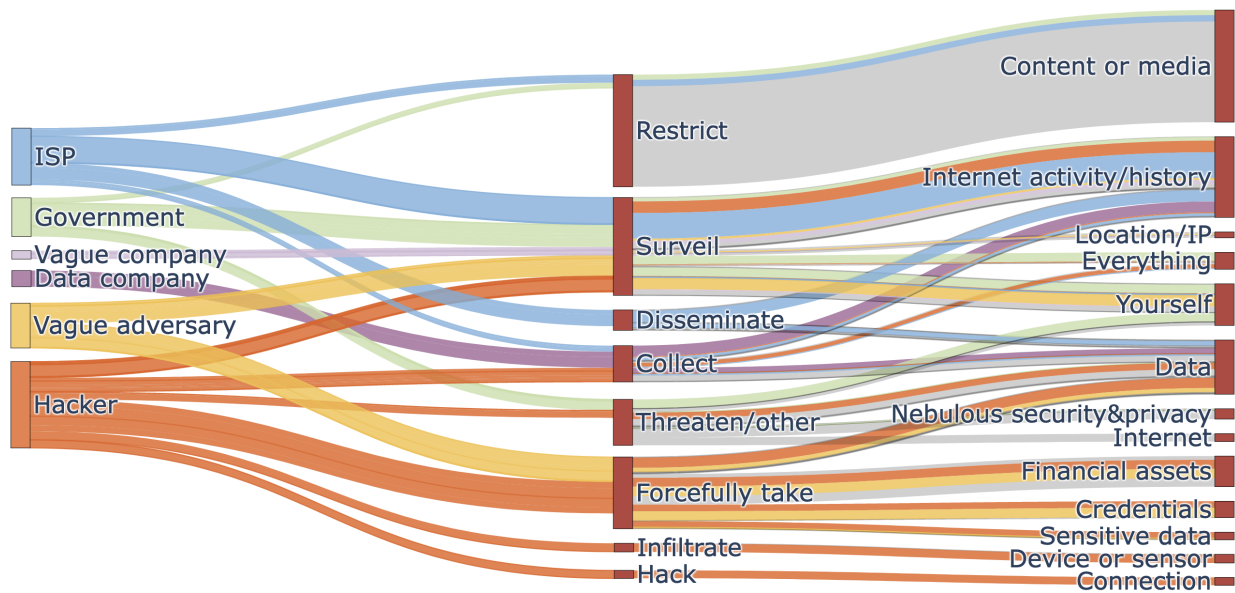 ISP
Government
Vague company
Data company
Vague adversary
Hacker
Restrict
Surveil
Disseminate
Collect
Threaten/other
Forcefully take
Infiltrate
Hack
Content or media
Internet activity/history
Location/IP
Everything
Yourself
Data
Nebulous security&privacy
Internet
Financial assets
Credentials
Sensitive data
Device or sensor
Connection